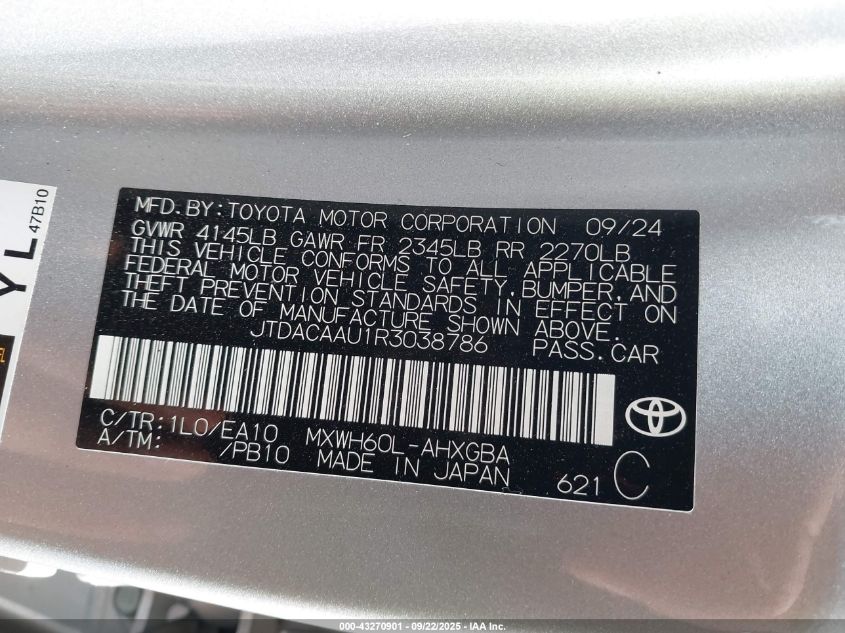 MFD.BY:TOYOTA MOTOR CORPORATION 09/24
GVWR 4145LB GAWR FR 2345LB RR 2270LB
THIS VEHICLE CONFORMS TO ALL APPLICABLE
FEDERAL MOTOR VEHICLE SAFETY,BUMPER,AND
THEFT PREVENTION STANDARDS IN EFFECT ON
THE DATE OF MANUFACTURE SHOWN ABOVE.
JTDACAAU1R3038786 PASS.CAR
C/TR:1L0/EA10 MXWH60L-AHXGBA
A/TM: /PB10 MADE IN JAPAN 621 C
YL
47B10
000-43270901 - 09/22/2025 - IAA Inc.